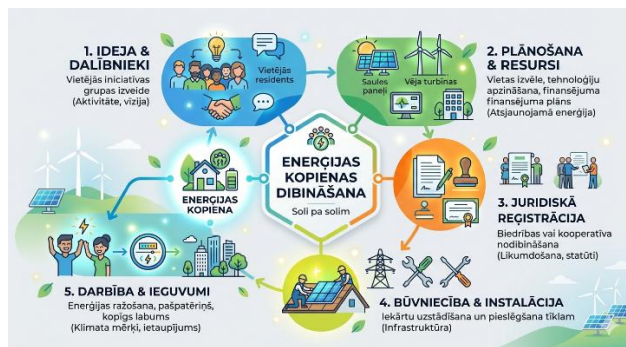 1. IDEJA &
DALĪBNIEKI
Vietējās iniciatīvas
grupas izveide
(Aktivitāte, vīzija)
Vietējās
residents
Saules
paneļi
Vēja turbīnas
2. PLĀNOŠANA
& RESURSI
Vietas izvēle, tehnoloģiju
apzināšana, finansējuma
finansējuma plāns
(Atsjaunojamā enerģija)
ENERĢIJAS
KOPIENAS
DIBINĀŠANA
Soli pa solim
ENERĢIJAS
KOPIENA
3. JURIDISKĀ
REĢISTRĀCIJA
Biedrības vai kooperatīva
nodibināšana
(Likumdošana, statūti)
4. BŪVNIECĪBA & INSTALĀCIJA
Iekārtu uzstādīšana un pieslēgšana tīklam
(Infrastruktūra)
5. DARBĪBA & IEGUVUMI
Enerģijas ražošana, pašpatēriņš,
kopīgs labums
(Klimata mērķi, ietaupījums)